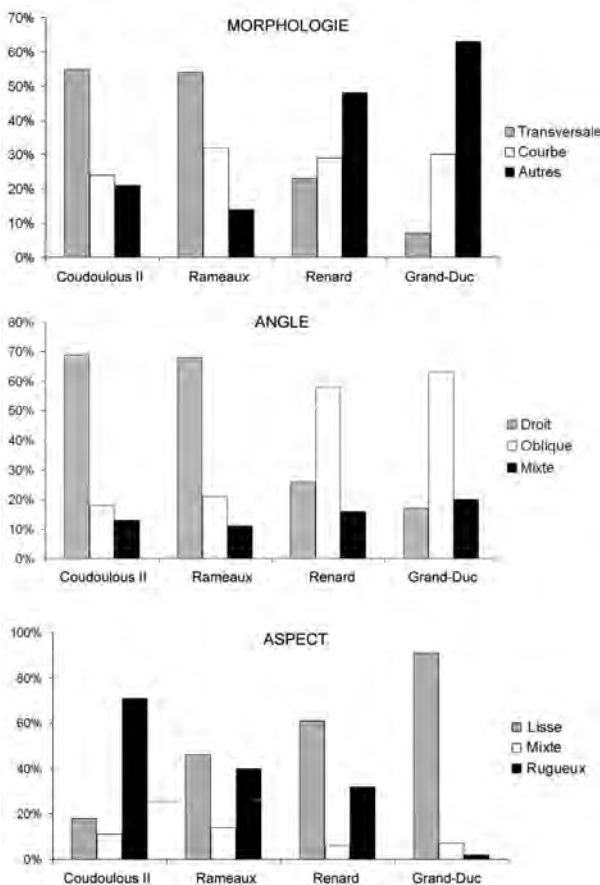 MORPHOLOGIE
70%
60%
50%
40%
30%
20%
10%
0%
Coudoulous II Rameaux Renard Grand-Duc
Transversale
Courbe
Autres
ANGLE
80%
70%
60%
50%
40%
30%
20%
10%
0%
Coudoulous II Rameaux Renard Grand-Duc
Droit
Oblique
Mixte
ASPECT
100%
80%
60%
40%
20%
0%
Coudoulous II Rameaux Renard Grand-Duc
Lisse
Mixte
Rugueux